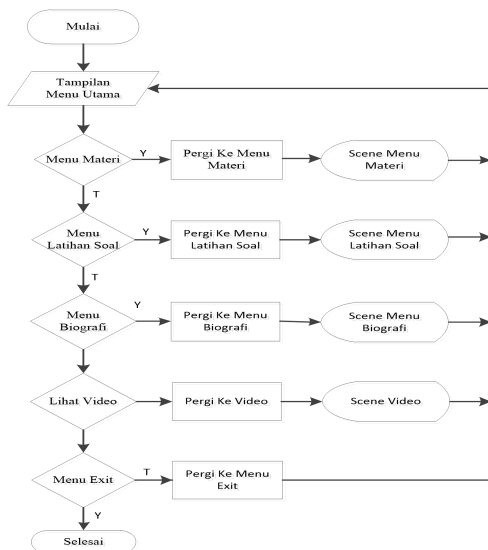 Mulai
Tampilan
Menu Utama
Menu Materi
Y
Pergi Ke Menu
Materi
Scene Menu
Materi
T
Menu
Latihan Soal
Y
Pergi Ke Menu
Latihan Soal
Scene Menu
Latihan Soal
T
Menu
Biografi
Y
Pergi Ke Menu
Biografi
Scene Menu
Biografi
Lihat Video
Pergi Ke Video
Scene Video
Menu Exit
T
Pergi Ke Menu
Exit
Y
Selesai